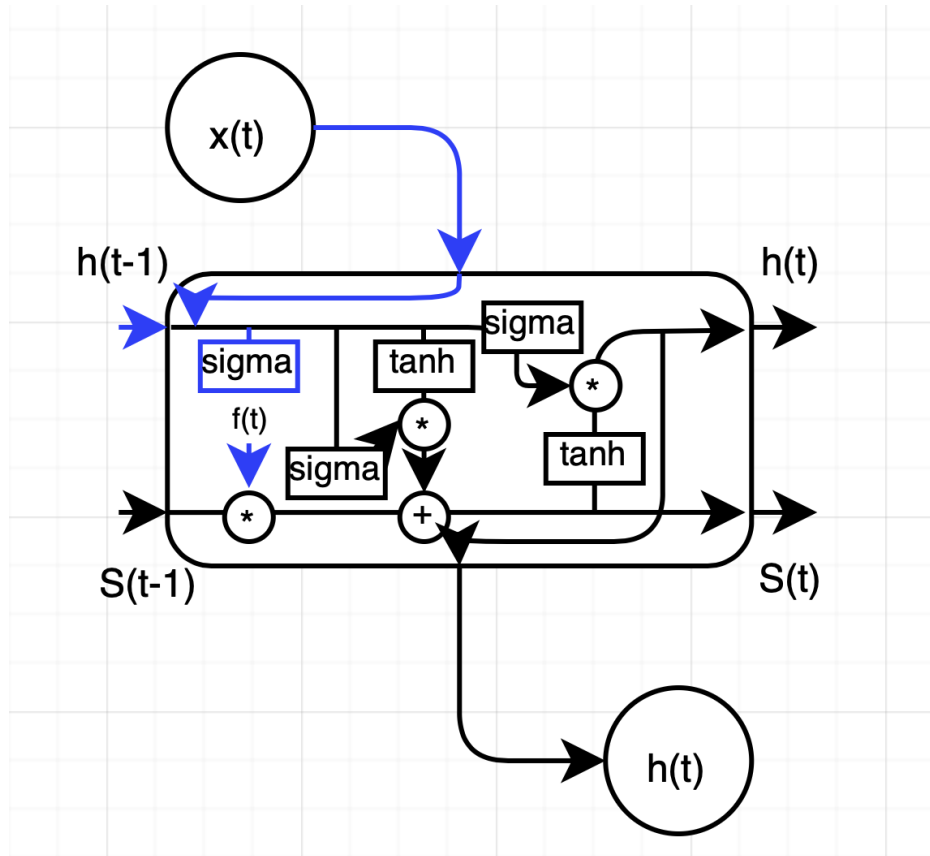 x(t)
h(t-1)
h(t)
sigma
sigma
tanh
*
f(t)
*
sigma
tanh
*
+
S(t-1)
S(t)
h(t)